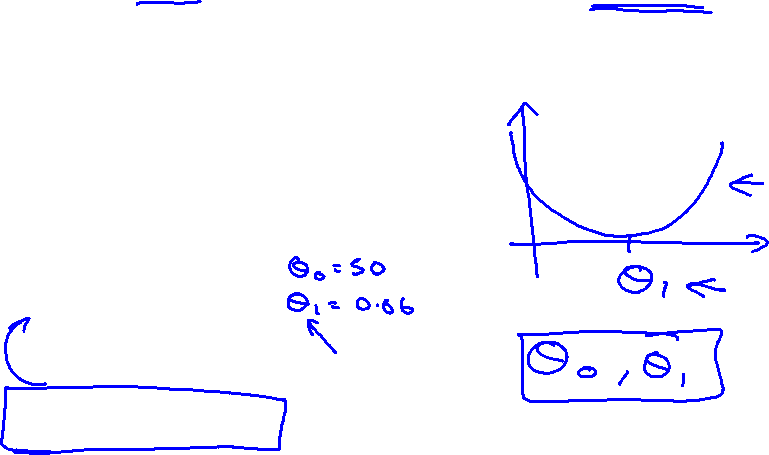 θ₀ = 50
θ₁ = 0.06
θ₁
θ₀, θ₁